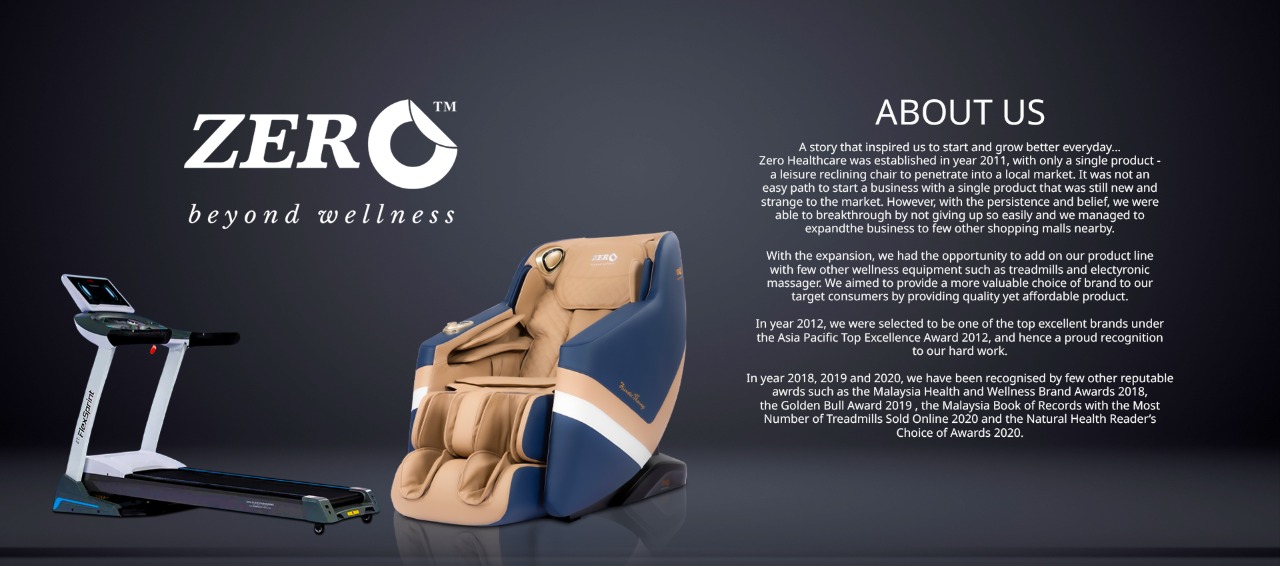 ZERO™
beyond wellness
ZERO
FlexSprint
ABOUT US
A story that inspired us to start and grow better everyday...
Zero Healthcare was established in year 2011, with only a single product -
a leisure reclining chair to penetrate into a local market. It was not an
easy path to start a business with a single product that was still new and
strange to the market. However, with the persistence and belief, we were
able to breakthrough by not giving up so easily and we managed to
expandthe business to few other shopping malls nearby.
With the expansion, we had the opportunity to add on our product line
with few other wellness equipment such as treadmills and electyronic
massager. We aimed to provide a more valuable choice of brand to our
target consumers by providing quality yet affordable product.
In year 2012, we were selected to be one of the top excellent brands under
the Asia Pacific Top Excellence Award 2012, and hence a proud recognition
to our hard work.
In year 2018, 2019 and 2020, we have been recognised by few other reputable
awrds such as the Malaysia Health and Wellness Brand Awards 2018,
the Golden Bull Award 2019 , the Malaysia Book of Records with the Most
Number of Treadmills Sold Online 2020 and the Natural Health Reader's
Choice of Awards 2020.